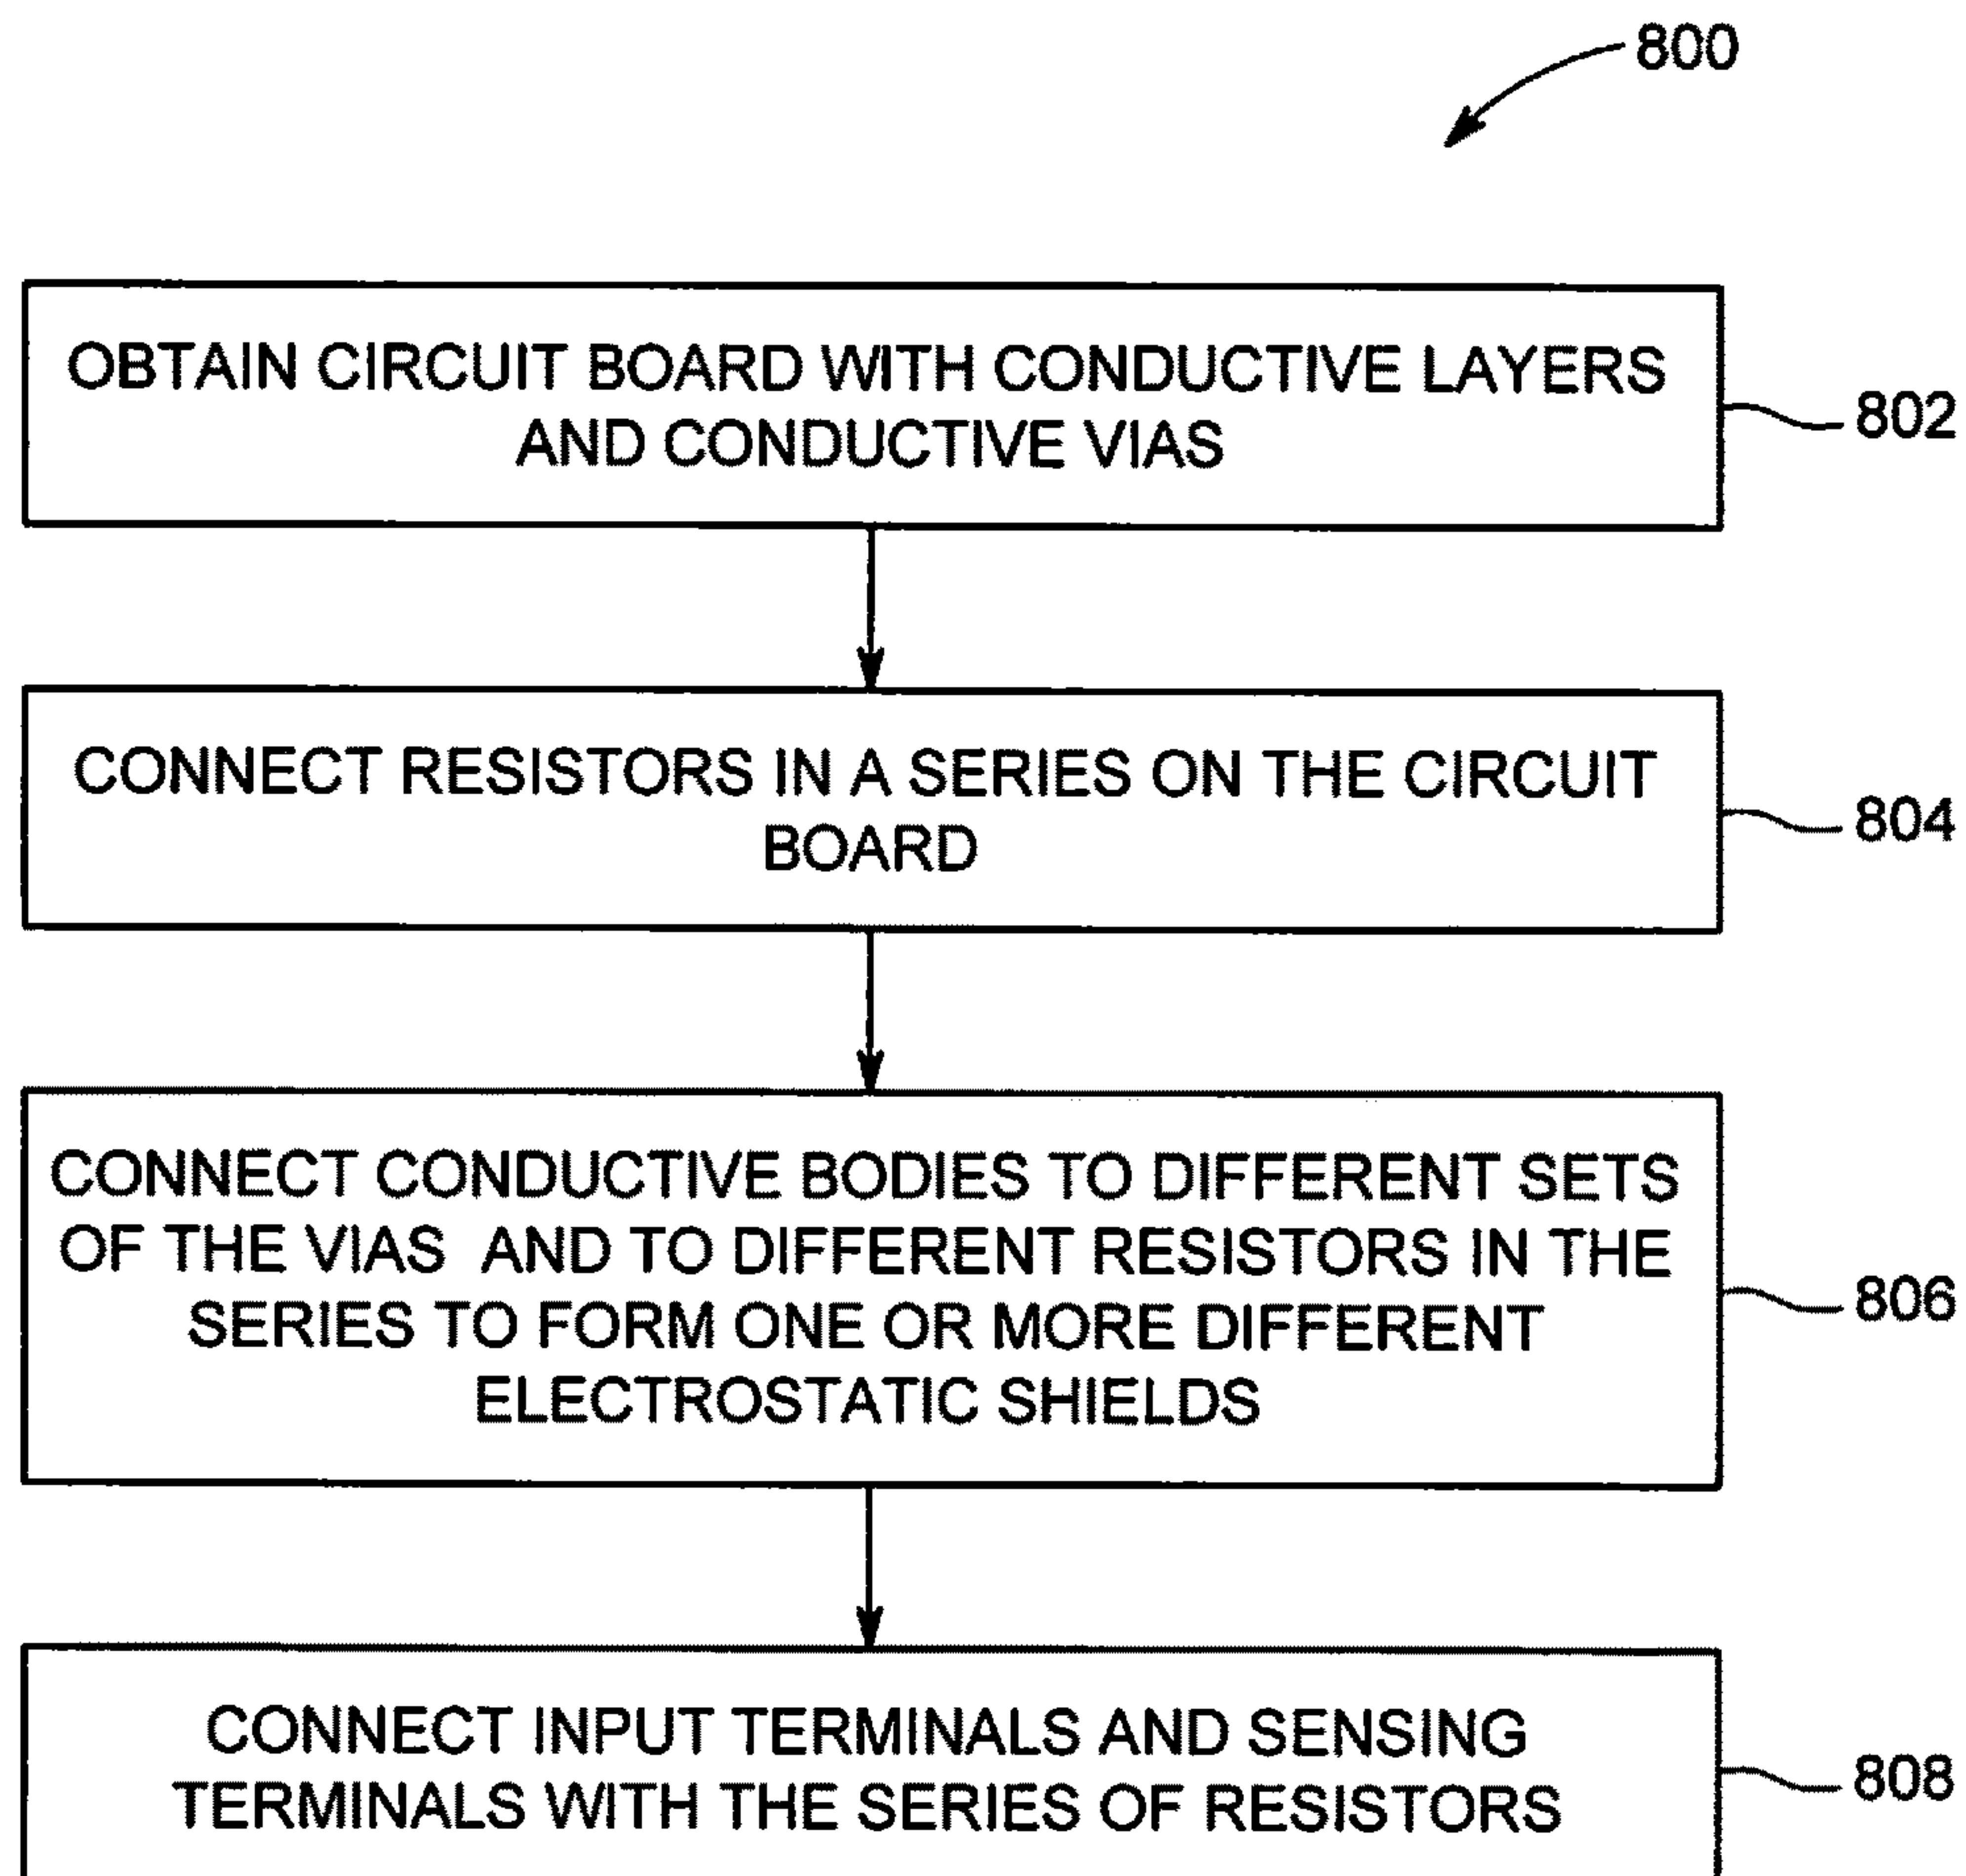 800
OBTAIN CIRCUIT BOARD WITH CONDUCTIVE LAYERS
AND CONDUCTIVE VIAS
802
CONNECT RESISTORS IN A SERIES ON THE CIRCUIT
BOARD
804
CONNECT CONDUCTIVE BODIES TO DIFFERENT SETS
OF THE VIAS AND TO DIFFERENT RESISTORS IN THE
SERIES TO FORM ONE OR MORE DIFFERENT
ELECTROSTATIC SHIELDS
806
CONNECT INPUT TERMINALS AND SENSING
TERMINALS WITH THE SERIES OF RESISTORS
808